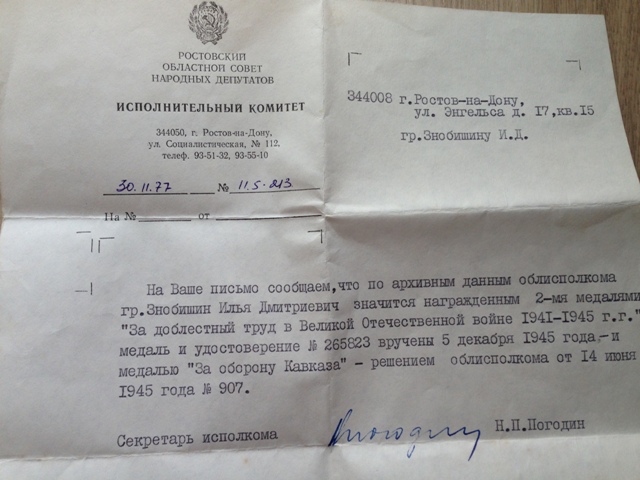 РОСТОВСКИЙ
ОБЛАСТНОЙ СОВЕТ
НАРОДНЫХ ДЕПУТАТОВ
ИСПОЛНИТЕЛЬНЫЙ КОМИТЕТ
344050, г. Ростов-на-Дону,
ул. Социалистическая, № 112.
телеф. 93-51-32, 93-55-10
30.11.77 № 11.5-213
На № от
344008 г.Ростов-на-Дону,
ул. Энгельса д. 17,кв.15
гр.Знобишину И.Д.
На Ваше письмо сообщаем,что по архивным данным облисполкома
гр.Знобишин Илья Дмитриевич значится награжденным 2-мя медалями
"За доблестный труд в Великой Отечественной войне 1941-1945 г.г."
медаль и удостоверение № 265823 вручены 5 декабря 1945 года-и
медалью "За оборону Кавказа" - решением облисполкома от 14 июня
1945 года № 907.
Секретарь исполкома Н.П.Погодин